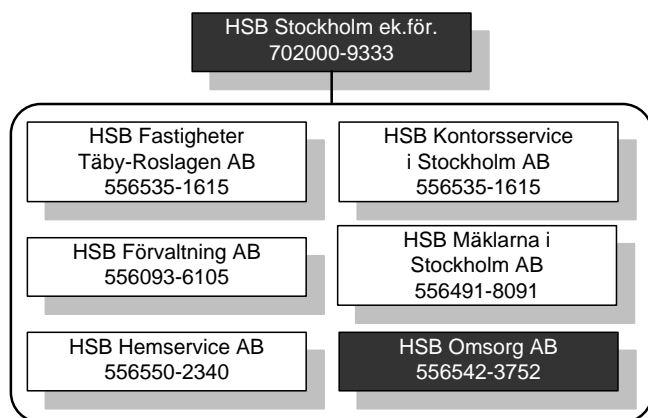 HSB Stockholm ek.för.
702000-9333
HSB Fastigheter
Täby-Roslagen AB
556535-1615
HSB Kontorsservice
i Stockholm AB
556535-1615
HSB Förvaltning AB
556093-6105
HSB Mäklarna i
Stockholm AB
556491-8091
HSB Hemservice AB
556550-2340
HSB Omsorg AB
556542-3752